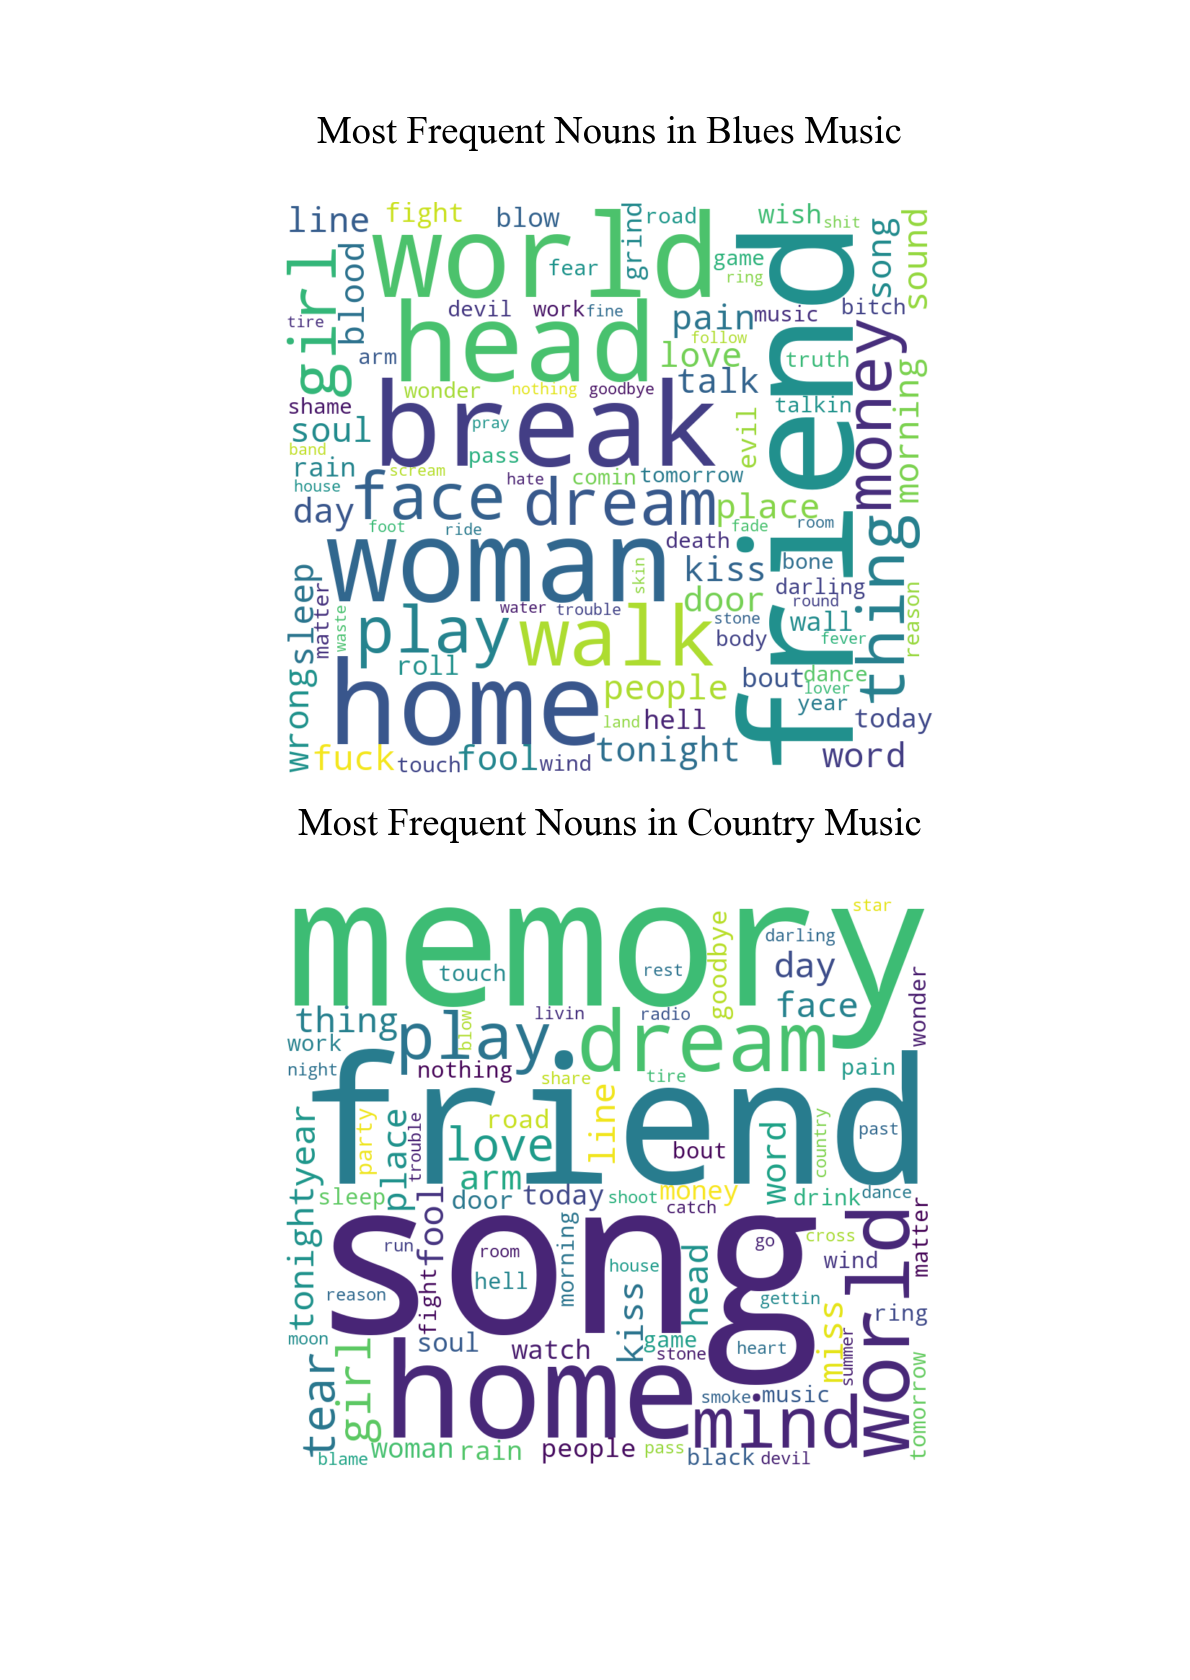 Most Frequent Nouns in Blues Music
line
fight
blow
world
grind
road
wish
shit
friend
song
sound
girl
blood
fear
game
ring
tire
devil
work
fine
head
pain
music
bitch
money
arm
follow
love
truth
morning
shame
wonder
nothing
goodbye
talk
talkin
soul
break
pray
evil
band
rain
scream
pass
hate
comin
tomorrow
house
day
face
dream
place
foot
ride
fade
room
thing
woman
death
kiss
bone
skin
darling
sleep
matter
waste
water
trouble
door
round
reason
play
walk
stone
body
wall
fever
roll
wrong
home
people
bout
dance
lover
year
land
hell
today
fuck
touch
fool
wind
tonight
word
Most Frequent Nouns in Country Music
memory
star
touch
rest
goodbye
darling
day
face
wonder
thing
play
blow
livin
radio
dream
work
night
nothing
share
tire
pain
friend
year
party
place
trouble
road
love
line
bout
word
country
past
arm
sleep
door
today
shoot
money
catch
drink
dance
matter
tonight
fool
song
run
room
morning
go
cross
world
wind
reason
fight
hell
house
head
gettin
ring
moon
soul
watch
kiss
game
stone
heart
miss
summer
tear
girl
home
smoke
music
mind
tomorrow
blame
woman
rain
people
pass
black
devil